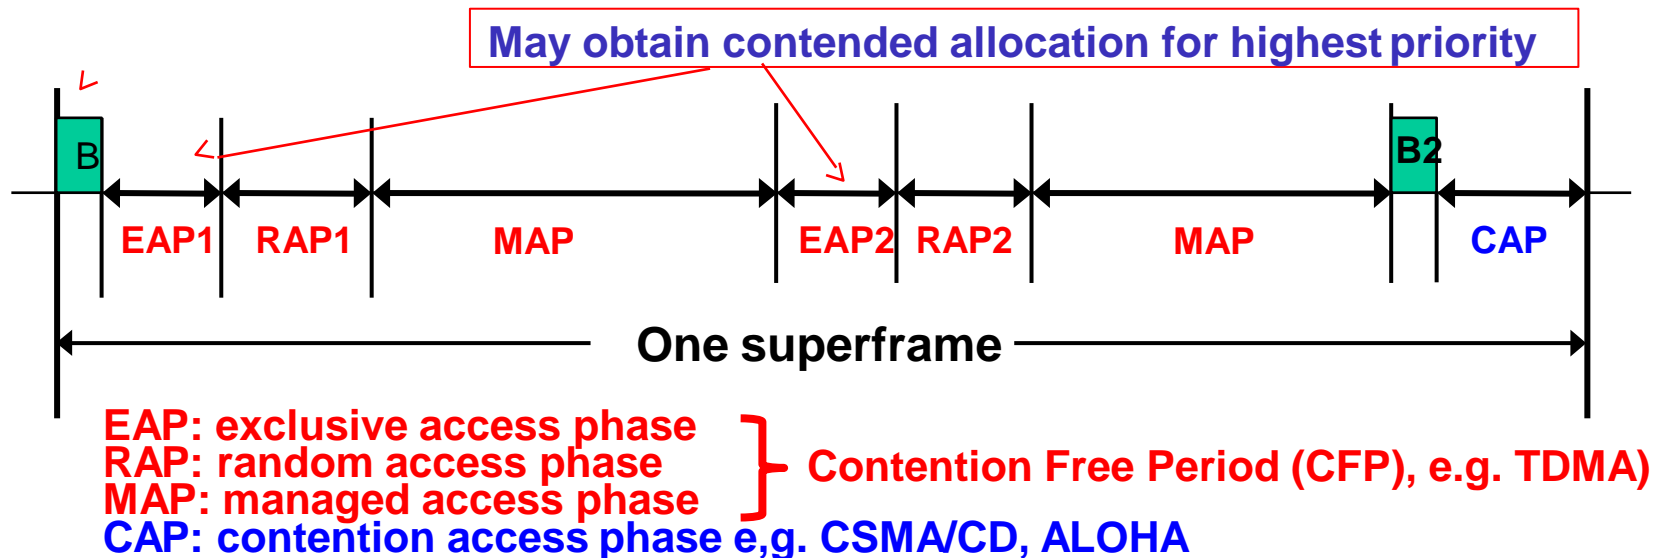 May obtain contended allocation for highest priority
B
B2
EAP1 RAP1 MAP EAP2 RAP2 MAP CAP
One superframe
EAP: exclusive access phase
RAP: random access phase
MAP: managed access phase
Contention Free Period (CFP), e.g. TDMA)
CAP: contention access phase e,g. CSMA/CD, ALOHA